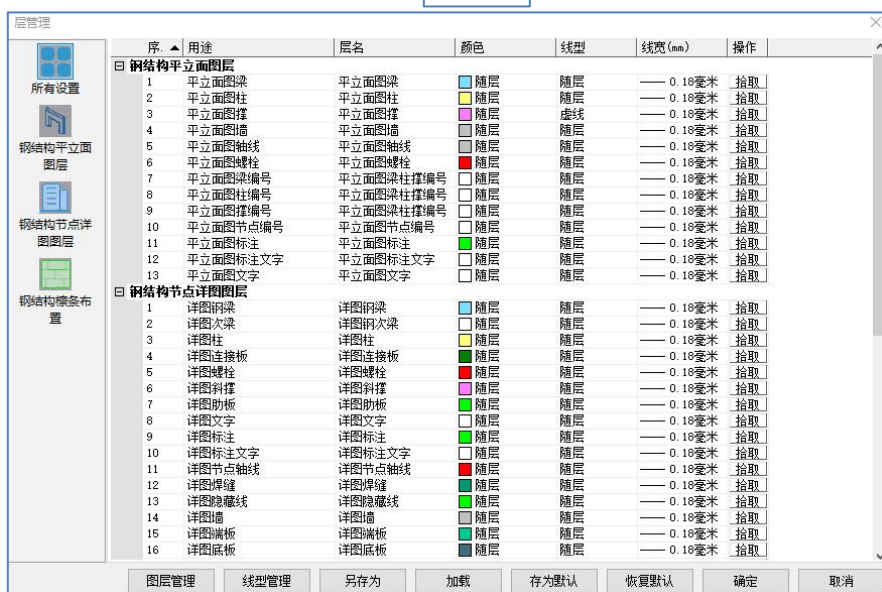 层管理
所有设置
钢结构平立面
图层
钢结构节点详
图图层
钢结构檩条布
置
序. 用途 层名 颜色 线型 线宽(mm) 操作
钢结构平立面图层
1 平立面图梁 平立面图梁 随层 随层 0.18毫米 拾取
2 平立面图柱 平立面图柱 随层 随层 0.18毫米 拾取
3 平立面图撑 平立面图撑 随层 虚线 0.18毫米 拾取
4 平立面图墙 平立面图墙 随层 随层 0.18毫米 拾取
5 平立面图轴线 平立面图轴线 随层 随层 0.18毫米 拾取
6 平立面图螺栓 平立面图螺栓 随层 随层 0.18毫米 拾取
7 平立面图梁编号 平立面图梁柱撑编号 随层 随层 0.18毫米 拾取
8 平立面图柱编号 平立面图梁柱撑编号 随层 随层 0.18毫米 拾取
9 平立面图撑编号 平立面图梁柱撑编号 随层 随层 0.18毫米 拾取
10 平立面图节点编号 平立面图节点编号 随层 随层 0.18毫米 拾取
11 平立面图标注 平立面图标注 随层 随层 0.18毫米 拾取
12 平立面图标注文字 平立面图标注文字 随层 随层 0.18毫米 拾取
13 平立面图文字 平立面图文字 随层 随层 0.18毫米 拾取
钢结构节点详图图层
1 详图钢梁 详图钢梁 随层 随层 0.18毫米 拾取
2 详图次梁 详图钢次梁 随层 随层 0.18毫米 拾取
3 详图柱 详图柱 随层 随层 0.18毫米 拾取
4 详图连接板 详图连接板 随层 随层 0.18毫米 拾取
5 详图螺栓 详图螺栓 随层 随层 0.18毫米 拾取
6 详图斜撑 详图斜撑 随层 随层 0.18毫米 拾取
7 详图肋板 详图肋板 随层 随层 0.18毫米 拾取
8 详图文字 详图文字 随层 随层 0.18毫米 拾取
9 详图标注 详图标注 随层 随层 0.18毫米 拾取
10 详图标注文字 详图标注文字 随层 随层 0.18毫米 拾取
11 详图节点轴线 详图节点轴线 随层 随层 0.18毫米 拾取
12 详图焊缝 详图焊缝 随层 随层 0.18毫米 拾取
13 详图隐藏线 详图隐藏线 随层 随层 0.18毫米 拾取
14 详图墙 详图墙 随层 随层 0.18毫米 拾取
15 详图端板 详图端板 随层 随层 0.18毫米 拾取
16 详图底板 详图底板 随层 随层 0.18毫米 拾取
图层管理 线型管理 另存为 加载 存为默认 恢复默认 确定 取消